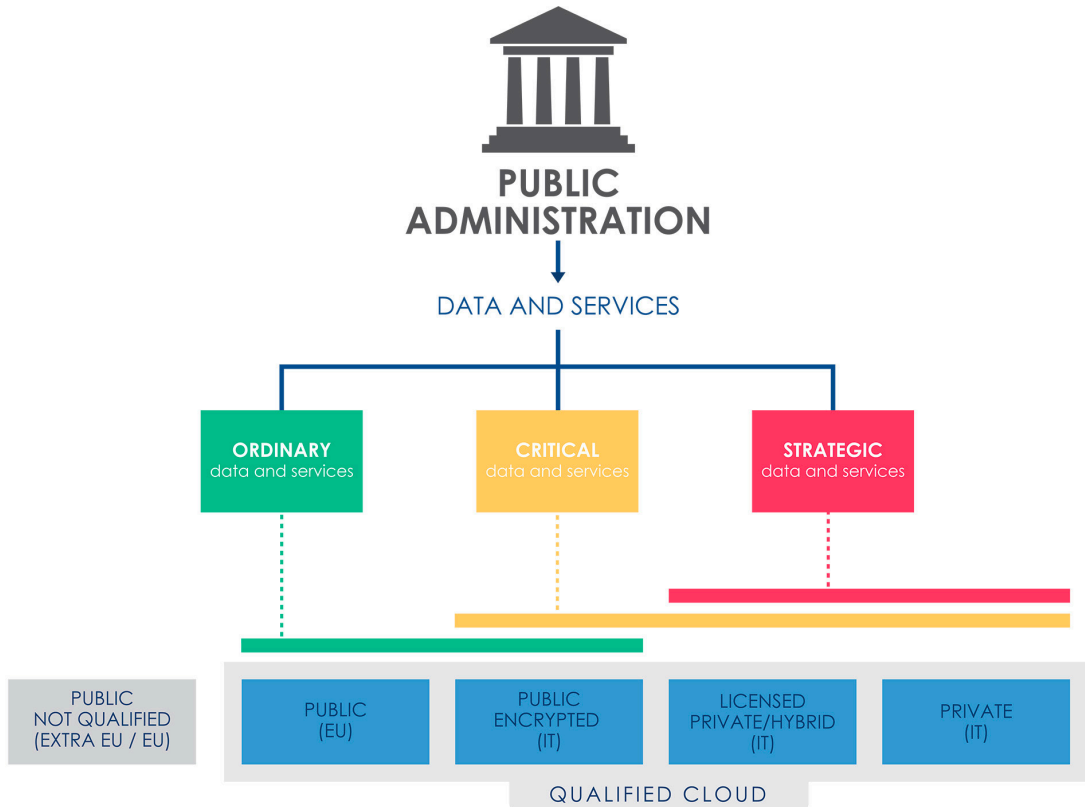 PUBLIC
ADMINISTRATION
DATA AND SERVICES
ORDINARY
data and services
CRITICAL
data and services
STRATEGIC
data and services
PUBLIC
NOT QUALIFIED
(EXTRA EU / EU)
PUBLIC
(EU)
PUBLIC
ENCRYPTED
(IT)
LICENSED
PRIVATE/HYBRID
(IT)
PRIVATE
(IT)
QUALIFIED CLOUD